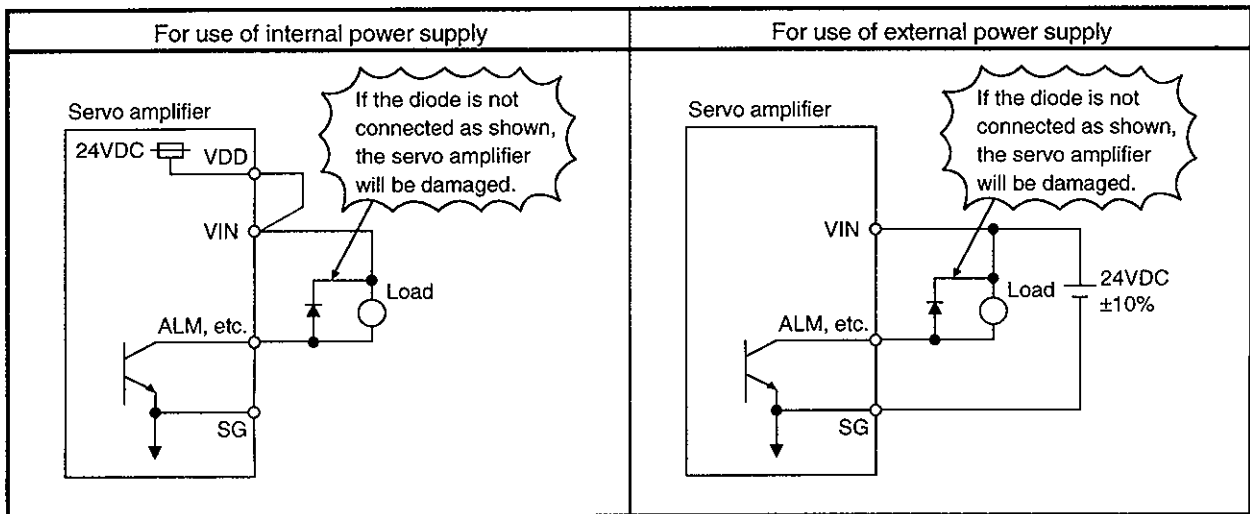 For use of internal power supply
For use of external power supply
Servo amplifier
24VDC
VDD
VIN
ALM, etc.
SG
Load
If the diode is not
connected as shown,
the servo amplifier
will be damaged.
Servo amplifier
VIN
ALM, etc.
SG
Load
24VDC
±10%
If the diode is not
connected as shown,
the servo amplifier
will be damaged.